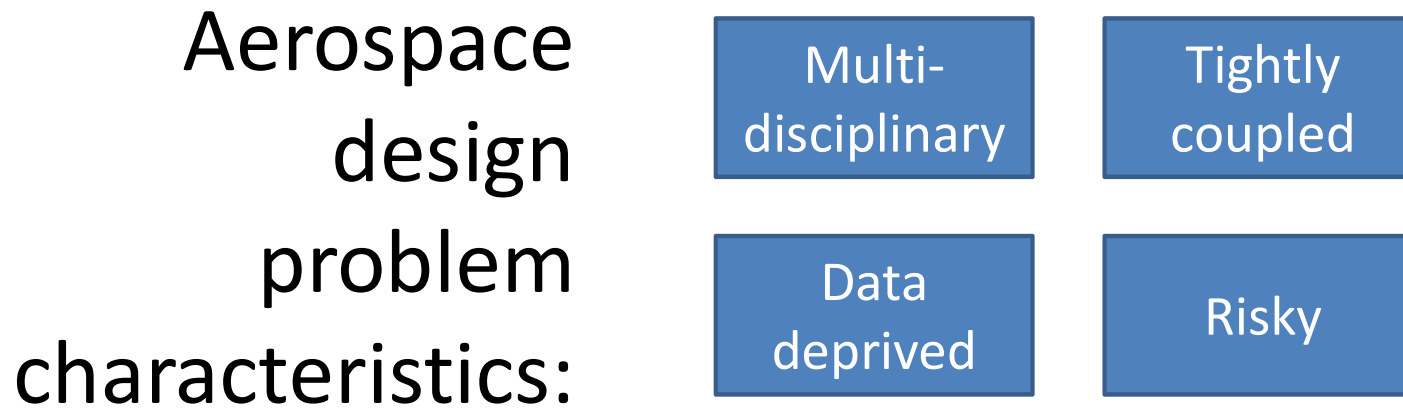 Aerospace
design
problem
characteristics:
Multi-
disciplinary
Tightly
coupled
Data
deprived
Risky